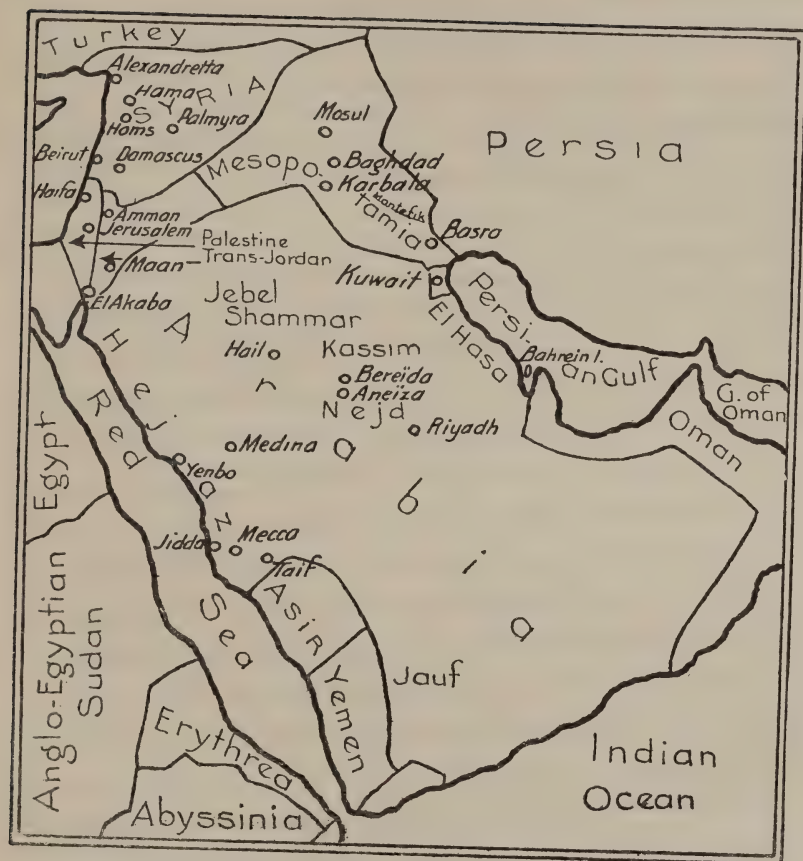 Turkey
Alexandretta
Hama
SYRIA
Homs
Palmyra
Mosul
Persia
Beirut
Damascus
Mesopotamia
Baghdad
Karbala
Montefik
Haifa
Amman
Jerusalem
Basra
Palestine
Trans-Jordan
Maan
Kuwait
El Akaba
Jebel
Shammar
Arabia
Persian Gulf
El Hasa
Hail
Kassim
Bahrein I.
Bereïda
Aneïza
Nejd
G. of
Oman
Oman
Hejaz
Red Sea
Medina
Riyadh
Egypt
Yenbo
Jidda
Mecca
Taif
Asir
Anglo-Egyptian
Sudan
Yemen
Jauf
Erythrea
Abyssinia
Indian
Ocean